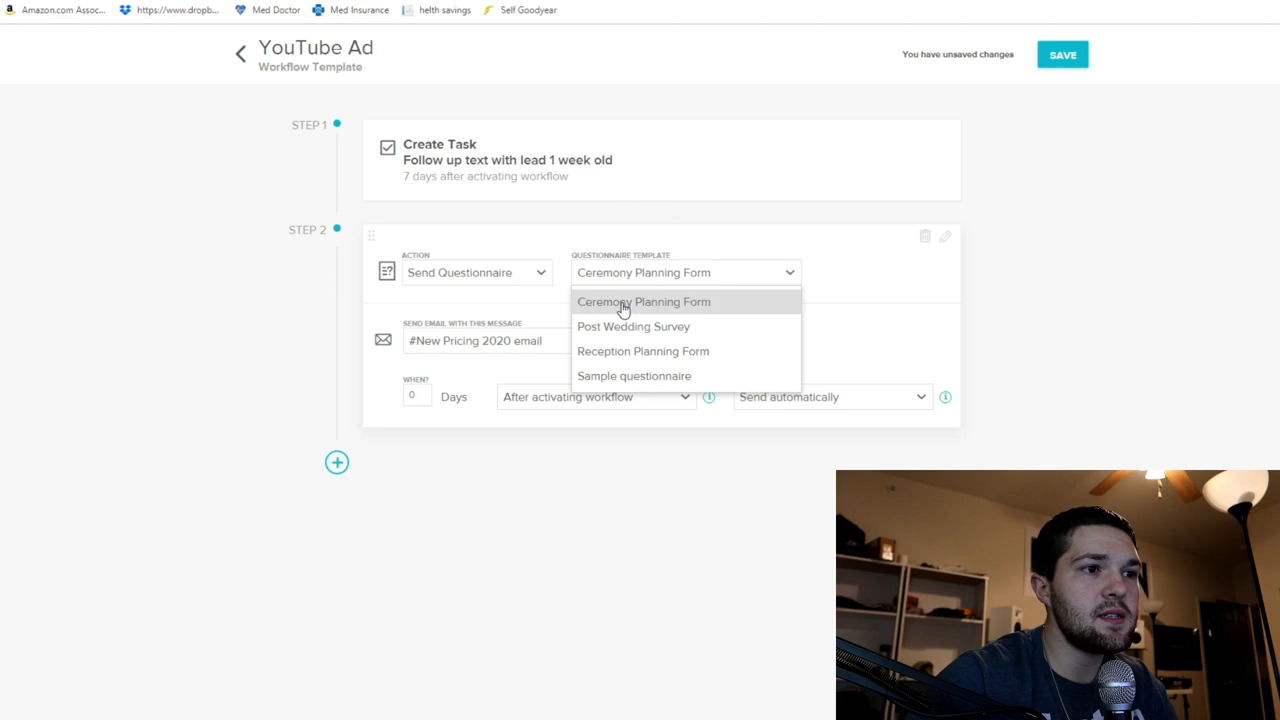 Amazon.com Assoc...
https://www.dropb...
Med Doctor
Med Insurance
helth savings
Self Goodyear
YouTube Ad
Workflow Template
You have unsaved changes
SAVE
STEP 1
Create Task
Follow up text with lead 1 week old
7 days after activating workflow
STEP 2
ACTION
QUESTIONNAIRE TEMPLATE
Send Questionnaire
Ceremony Planning Form
Ceremony Planning Form
Post Wedding Survey
Reception Planning Form
Sample questionnaire
SEND EMAIL WITH THIS MESSAGE
#New Pricing 2020 email
WHEN?
0
Days
After activating workflow
Send automatically